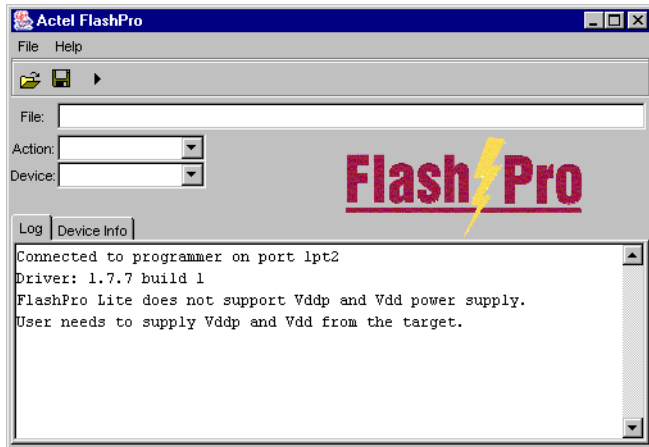 Actel FlashPro
File Help
File:
Action:
Device:
Flash Pro
Log Device Info
Connected to programmer on port lpt2
Driver: 1.7.7 build 1
FlashPro Lite does not support Vddp and Vdd power supply.
User needs to supply Vddp and Vdd from the target.